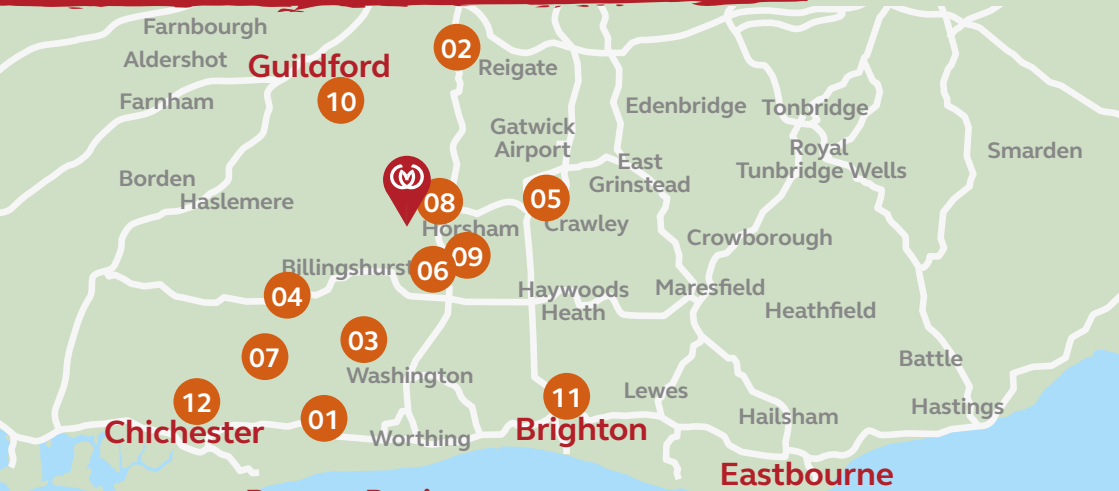 Farnbourgh
02
Aldershot
Guildford
Reigate
10
Farnham
Edenbridge
Tonbridge
Gatwick
Airport
Royal
Tunbridge Wells
Smarden
East
Grinstead
Borden
Haslemere
08
05
Horsham
Crawley
Crowborough
09
06
Billingshurst
04
Haywoods
Heath
Maresfield
Heathfield
03
07
Washington
Battle
12
11
Lewes
Hastings
01
Hailsham
Chichester
Worthing
Brighton
Eastbourne